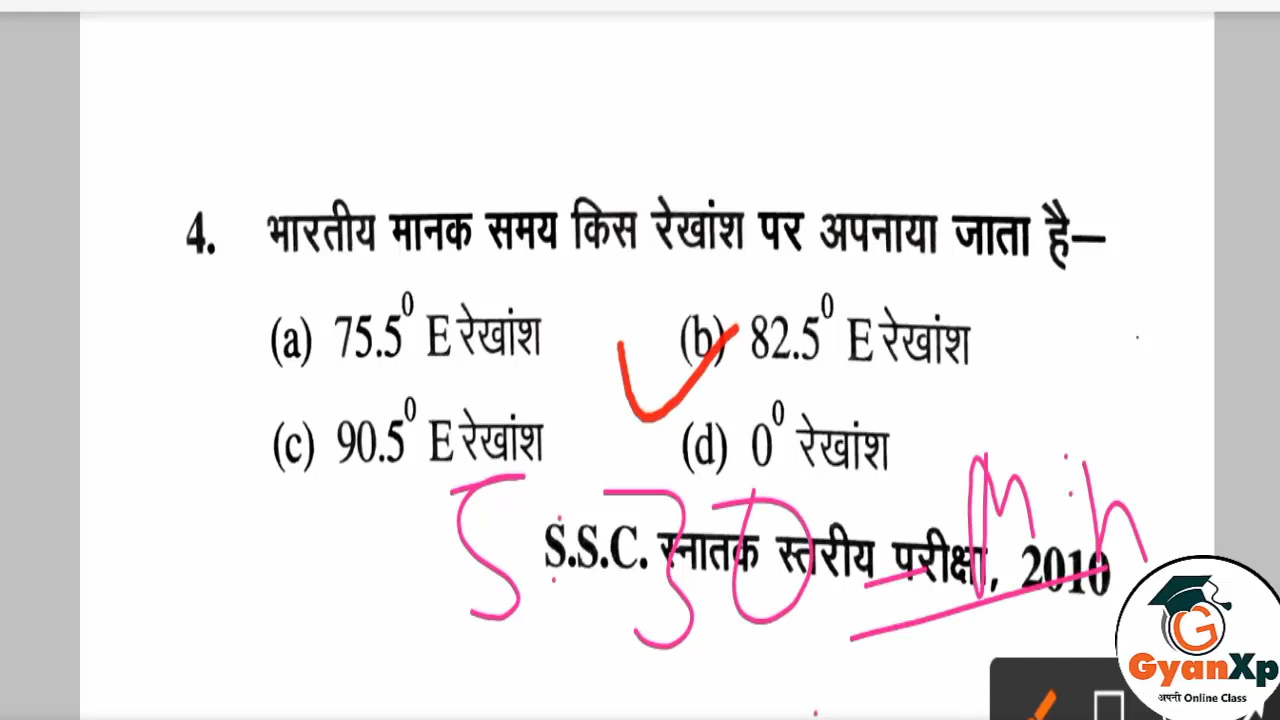 4. भारतीय मानक समय किस रेखांश पर अपनाया जाता है—
(a) 75.5⁰ E रेखांश (b) 82.5⁰ E रेखांश
(c) 90.5⁰ E रेखांश (d) 0⁰ रेखांश
S.S.C. स्नातक स्तरीय परीक्षा, 2010
5:30 min
G
GyanXp
अपनी Online Class